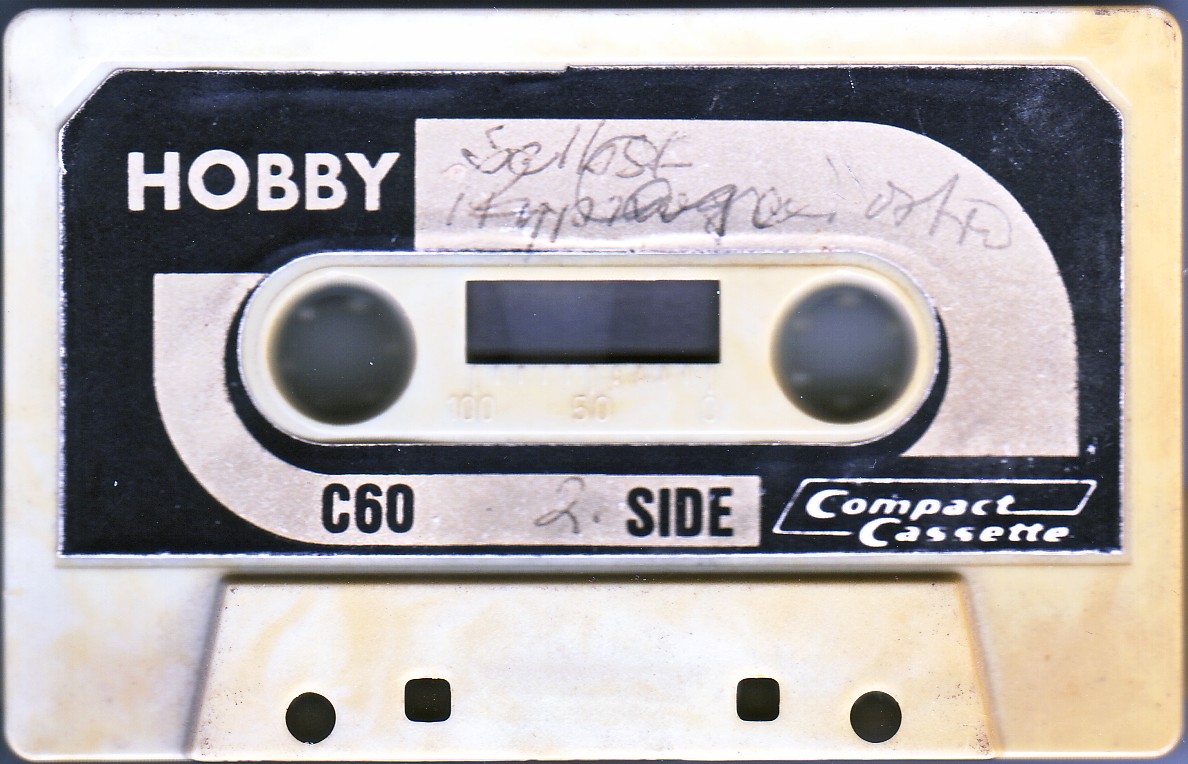 HOBBY
100 50 0
C60 2. SIDE
Compact
Cassette